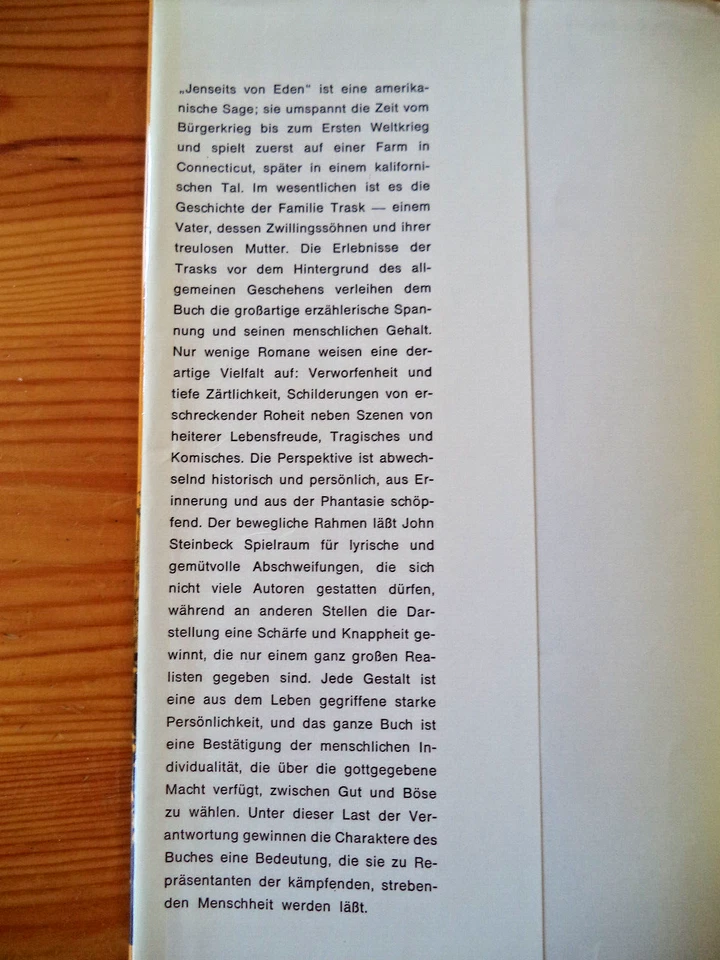 „Jenseits von Eden" ist eine amerika-
nische Sage; sie umspannt die Zeit vom
Bürgerkrieg bis zum Ersten Weltkrieg
und spielt zuerst auf einer Farm in
Connecticut, später in einem kaliforni-
schen Tal. Im wesentlichen ist es die
Geschichte der Familie Trask — einem
Vater, dessen Zwillingssöhnen und ihrer
treulosen Mutter. Die Erlebnisse der
Trasks vor dem Hintergrund des all-
gemeinen Geschehens verleihen dem
Buch die großartige erzählerische Span-
nung und seinen menschlichen Gehalt.
Nur wenige Romane weisen eine der-
artige Vielfalt auf: Verworfenheit und
tiefe Zärtlichkeit, Schilderungen von er-
schreckender Roheit neben Szenen von
heiterer Lebensfreude, Tragisches und
Komisches. Die Perspektive ist abwech-
selnd historisch und persönlich, aus Er-
innerung und aus der Phantasie schöp-
fend. Der bewegliche Rahmen läßt John
Steinbeck Spielraum für lyrische und
gemütvolle Abschweifungen, die sich
nicht viele Autoren gestatten dürfen,
während an anderen Stellen die Dar-
stellung eine Schärfe und Knappheit ge-
winnt, die nur einem ganz großen Rea-
listen gegeben sind. Jede Gestalt ist
eine aus dem Leben gegriffene starke
Persönlichkeit, und das ganze Buch ist
eine Bestätigung der menschlichen In-
dividualität, die über die gottgegebene
Macht verfügt, zwischen Gut und Böse
zu wählen. Unter dieser Last der Ver-
antwortung gewinnen die Charaktere des
Buches eine Bedeutung, die sie zu Re-
präsentanten der kämpfenden, streben-
den Menschheit werden läßt.